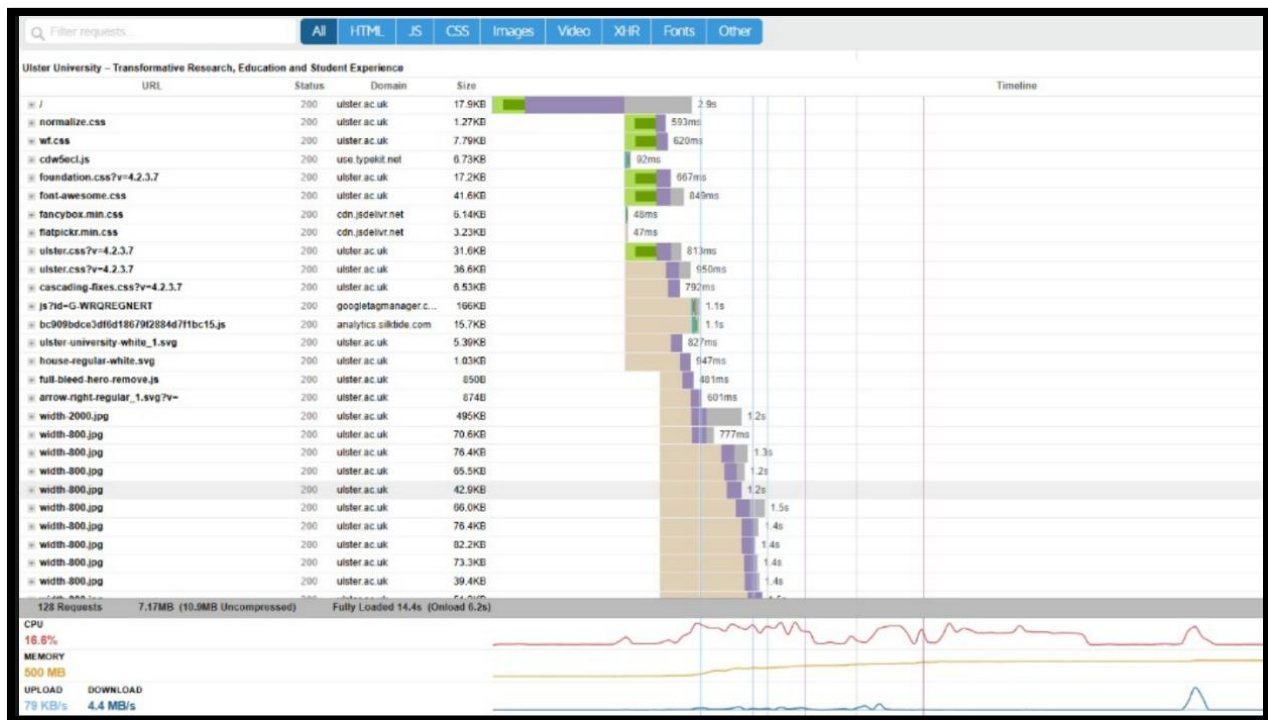 Filter requests...
All HTML JS CSS Images Video XHR Fonts Other
Ulster University – Transformative Research, Education and Student Experience
URL Status Domain Size Timeline
/ 200 ulster.ac.uk 17.9KB 2.9s
normalize.css 200 ulster.ac.uk 1.27KB 593ms
wf.css 200 ulster.ac.uk 7.79KB 620ms
cdw5ecl.js 200 use.typekit.net 6.73KB 92ms
foundation.css?v=4.2.3.7 200 ulster.ac.uk 17.2KB 667ms
font-awesome.css 200 ulster.ac.uk 41.6KB 849ms
fancybox.min.css 200 cdn.jsdelivr.net 6.14KB 48ms
flatpickr.min.css 200 cdn.jsdelivr.net 3.23KB 47ms
ulster.css?v=4.2.3.7 200 ulster.ac.uk 31.6KB 813ms
ulster.css?v=4.2.3.7 200 ulster.ac.uk 36.6KB 950ms
cascading-fixes.css?v=4.2.3.7 200 ulster.ac.uk 6.53KB 792ms
js?id=G-WRQREGNERT 200 googletagmanager.c... 166KB 1.1s
bc909bdce3df6d18679f2884d7f1bc15.js 200 analytics.silktide.com 15.7KB 1.1s
ulster-university-white_1.svg 200 ulster.ac.uk 5.39KB 827ms
house-regular-white.svg 200 ulster.ac.uk 1.03KB 947ms
full-bleed-hero-remove.js 200 ulster.ac.uk 850B 481ms
arrow-right-regular_1.svg?v= 200 ulster.ac.uk 874B 601ms
width-2000.jpg 200 ulster.ac.uk 495KB 1.2s
width-800.jpg 200 ulster.ac.uk 70.6KB 777ms
width-800.jpg 200 ulster.ac.uk 76.4KB 1.3s
width-800.jpg 200 ulster.ac.uk 65.5KB 1.2s
width-800.jpg 200 ulster.ac.uk 42.9KB 1.2s
width-800.jpg 200 ulster.ac.uk 66.0KB 1.5s
width-800.jpg 200 ulster.ac.uk 76.4KB 1.4s
width-800.jpg 200 ulster.ac.uk 82.2KB 1.4s
width-800.jpg 200 ulster.ac.uk 73.3KB 1.4s
width-800.jpg 200 ulster.ac.uk 39.4KB 1.4s
128 Requests 7.17MB (10.9MB Uncompressed) Fully Loaded 14.4s (Onload 6.2s)
CPU
16.6%
MEMORY
500 MB
UPLOAD DOWNLOAD
79 KB/s 4.4 MB/s